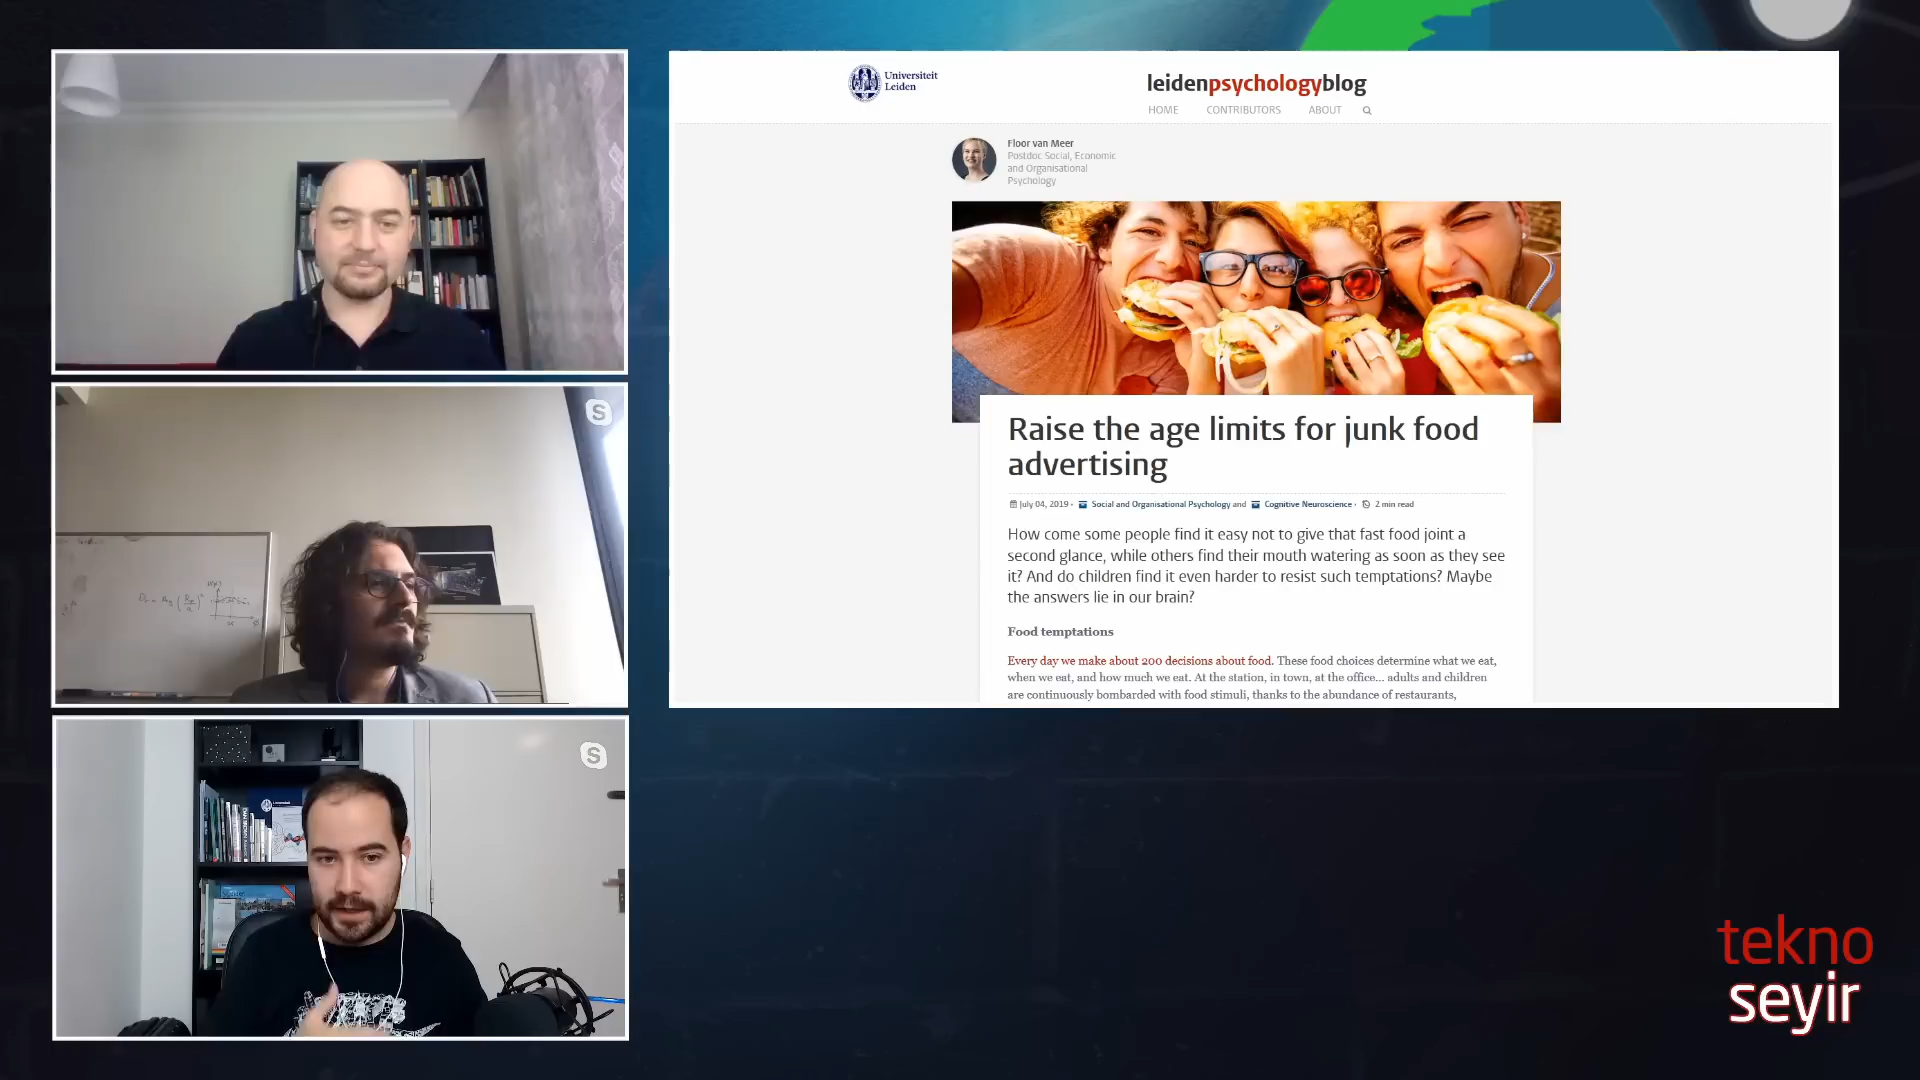 Universiteit
Leiden
leidenpsychologyblog
HOME CONTRIBUTORS ABOUT
Floor van Meer
Postdoc Social, Economic
and Organisational
Psychology
Raise the age limits for junk food
advertising
July 04, 2019 • Social and Organisational Psychology and Cognitive Neuroscience • 2 min read
How come some people find it easy not to give that fast food joint a
second glance, while others find their mouth watering as soon as they see
it? And do children find it even harder to resist such temptations? Maybe
the answers lie in our brain?
Food temptations
Every day we make about 200 decisions about food. These food choices determine what we eat,
when we eat, and how much we eat. At the station, in town, at the office... adults and children
are continuously bombarded with food stimuli, thanks to the abundance of restaurants,
S
S
tekno
seyir